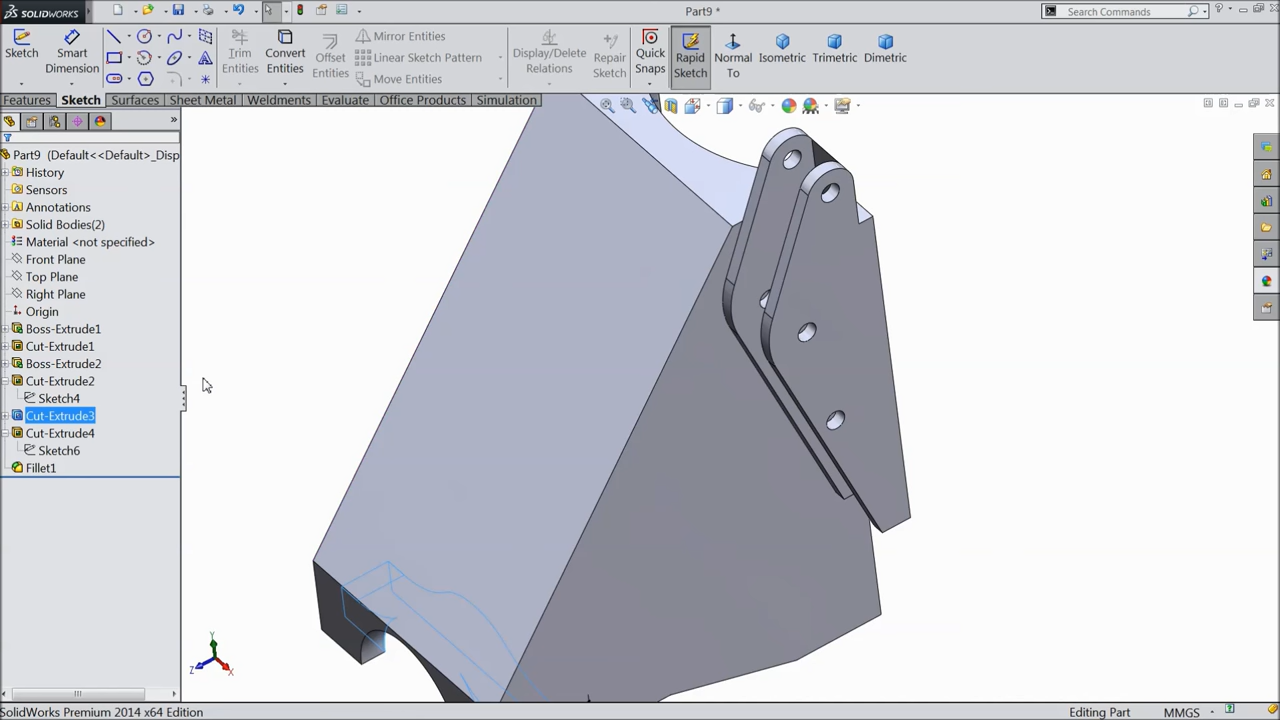 SOLIDWORKS
Part9 *
Search Commands
Sketch
Smart Dimension
Trim Entities
Convert Entities
Offset Entities
Mirror Entities
Linear Sketch Pattern
Move Entities
Display/Delete Relations
Repair Sketch
Quick Snaps
Rapid Sketch
Normal To
Isometric
Trimetric
Dimetric
Features
Sketch
Surfaces
Sheet Metal
Weldments
Evaluate
Office Products
Simulation
Part9 (Default<<Default>_Disp
History
Sensors
Annotations
Solid Bodies(2)
Material <not specified>
Front Plane
Top Plane
Right Plane
Origin
Boss-Extrude1
Cut-Extrude1
Boss-Extrude2
Cut-Extrude2
Sketch4
Cut-Extrude3
Cut-Extrude4
Sketch6
Fillet1
Y
Z
X
SolidWorks Premium 2014 x64 Edition
Editing Part
MMGS